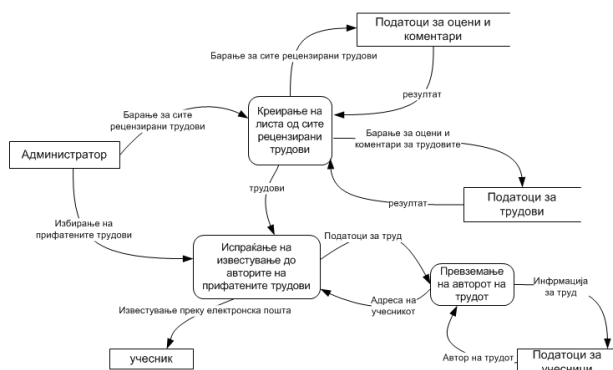 Податоци за оцени и
коментари
Барање за сите рецензирани трудови
резултат
Барање за сите
рецензирани трудови
Креирање на
листа од сите
рецензирани
трудови
Барање за оцени и
коментари за трудовите
Администратор
трудови
резултат
Податоци за
трудови
Избирање на
прифатените трудови
Испраќање на
известување до
авторите на
прифатените трудови
Податоци за труд
Превземање
на авторот на
трудот
Инфрмација
за труд
Адреса на
учесникот
Известување преку електронска пошта
учесник
Автор на трудот
Податоци за
учесници